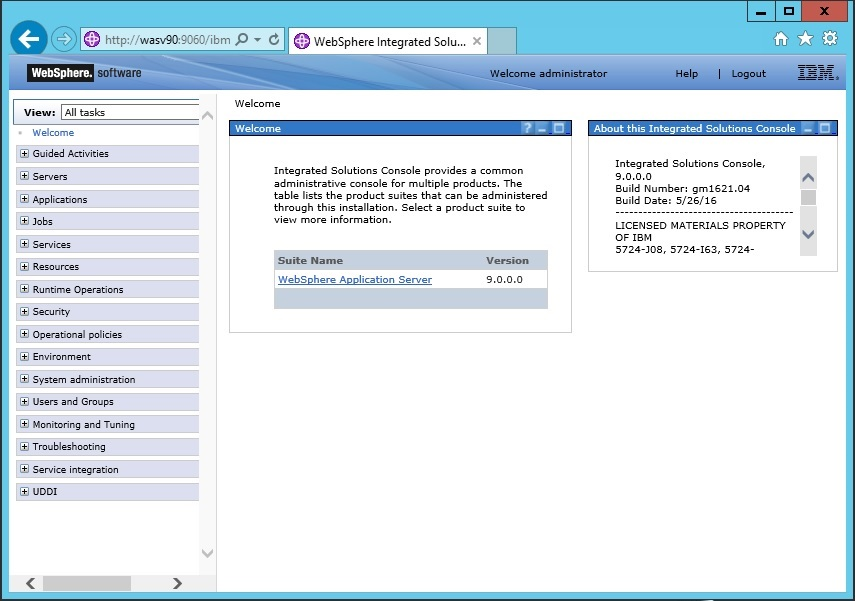 http://wasv90:9060/ibm
WebSphere Integrated Solu...
WebSphere. software
Welcome administrator
Help | Logout
IBM.
View: All tasks
Welcome
Guided Activities
Servers
Applications
Jobs
Services
Resources
Runtime Operations
Security
Operational policies
Environment
System administration
Users and Groups
Monitoring and Tuning
Troubleshooting
Service integration
UDDI
Welcome
Welcome
Integrated Solutions Console provides a common
administrative console for multiple products. The
table lists the product suites that can be administered
through this installation. Select a product suite to
view more information.
Suite Name Version
WebSphere Application Server 9.0.0.0
About this Integrated Solutions Console
Integrated Solutions Console,
9.0.0.0
Build Number: gm1621.04
Build Date: 5/26/16
------------------------------------
LICENSED MATERIALS PROPERTY
OF IBM
5724-J08, 5724-I63, 5724-